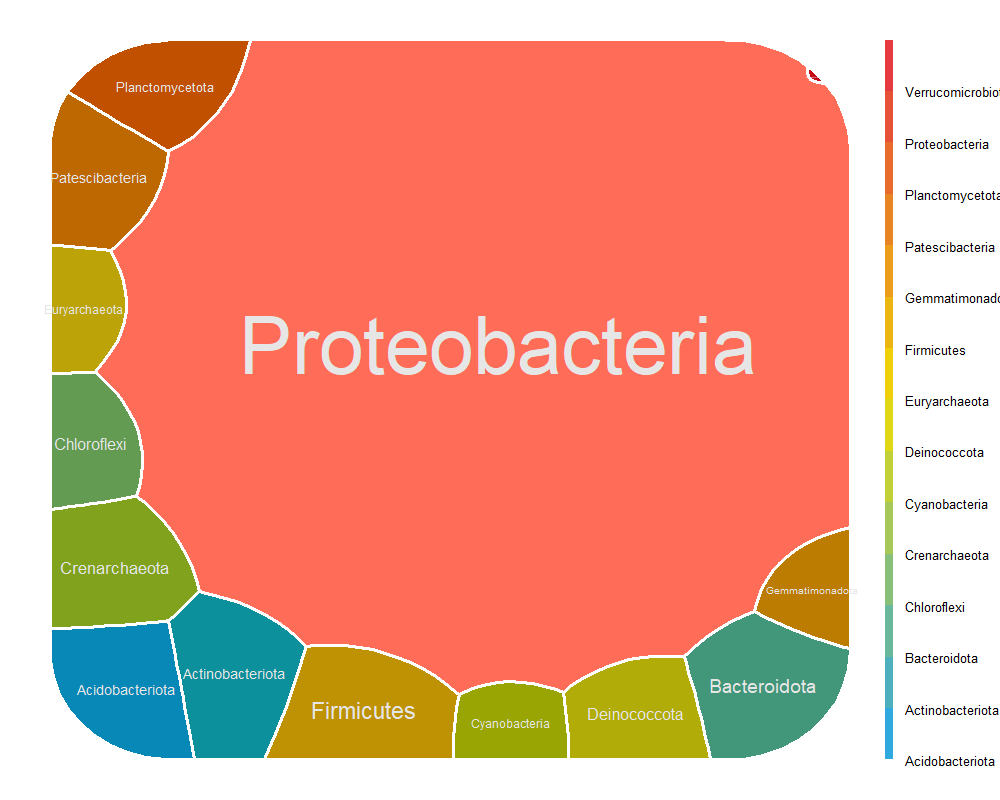 Planctomycetota
Patescibacteria
Euryarchaeota
Proteobacteria
Chloroflexi
Crenarchaeota
Gemmatimonadota
Acidobacteriota
Actinobacteriota
Firmicutes
Cyanobacteria
Deinococcota
Bacteroidota
Verrucomicrobiot
Proteobacteria
Planctomycetota
Patescibacteria
Gemmatimonado
Firmicutes
Euryarchaeota
Deinococcota
Cyanobacteria
Crenarchaeota
Chloroflexi
Bacteroidota
Actinobacteriota
Acidobacteriota